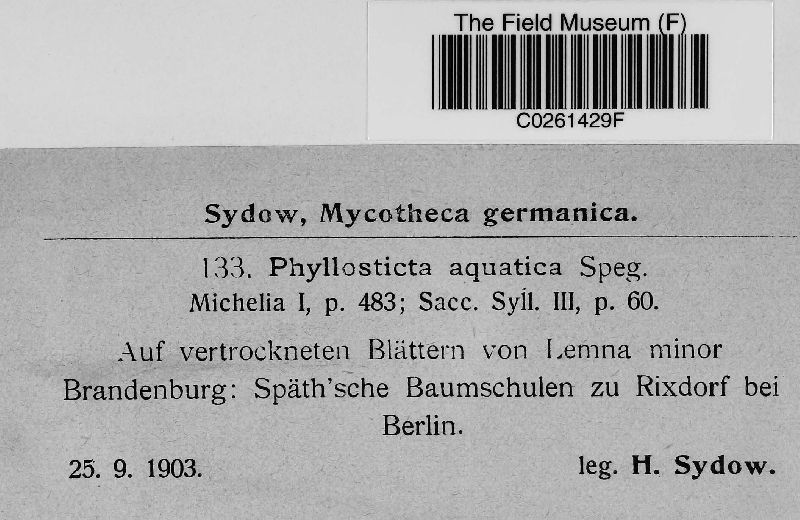 The Field Museum (F)
C0261429F
Sydow, Mycotheca germanica.
133. Phyllosticta aquatica Speg.
Michelia I, p. 483; Sacc. Syll. III, p. 60.
Auf vertrockneten Blättern von Lemna minor
Brandenburg: Späth'sche Baumschulen zu Rixdorf bei
Berlin.
25. 9. 1903. leg. H. Sydow.